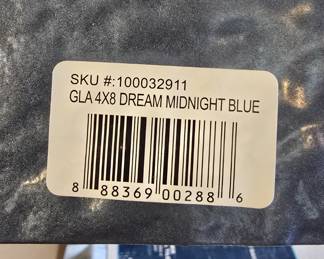 SKU #:100032911
GLA 4X8 DREAM MIDNIGHT BLUE
8 88369 00288 6